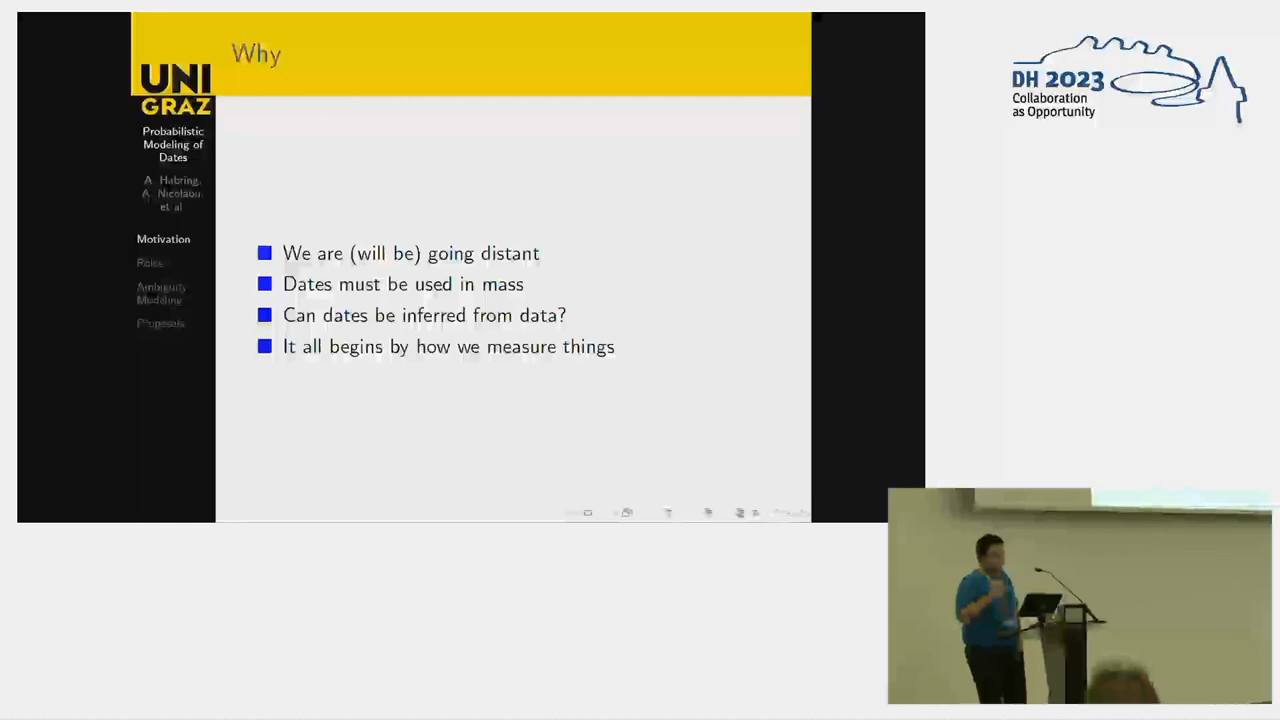 Why
UNI
GRAZ
Probabilistic
Modeling of
Dates
A. Habring,
A. Nicolaou
et al
Motivation
Roles
Ambiguity
Modeling
Proposals
We are (will be) going distant
Dates must be used in mass
Can dates be inferred from data?
It all begins by how we measure things
DH 2023
Collaboration
as Opportunity